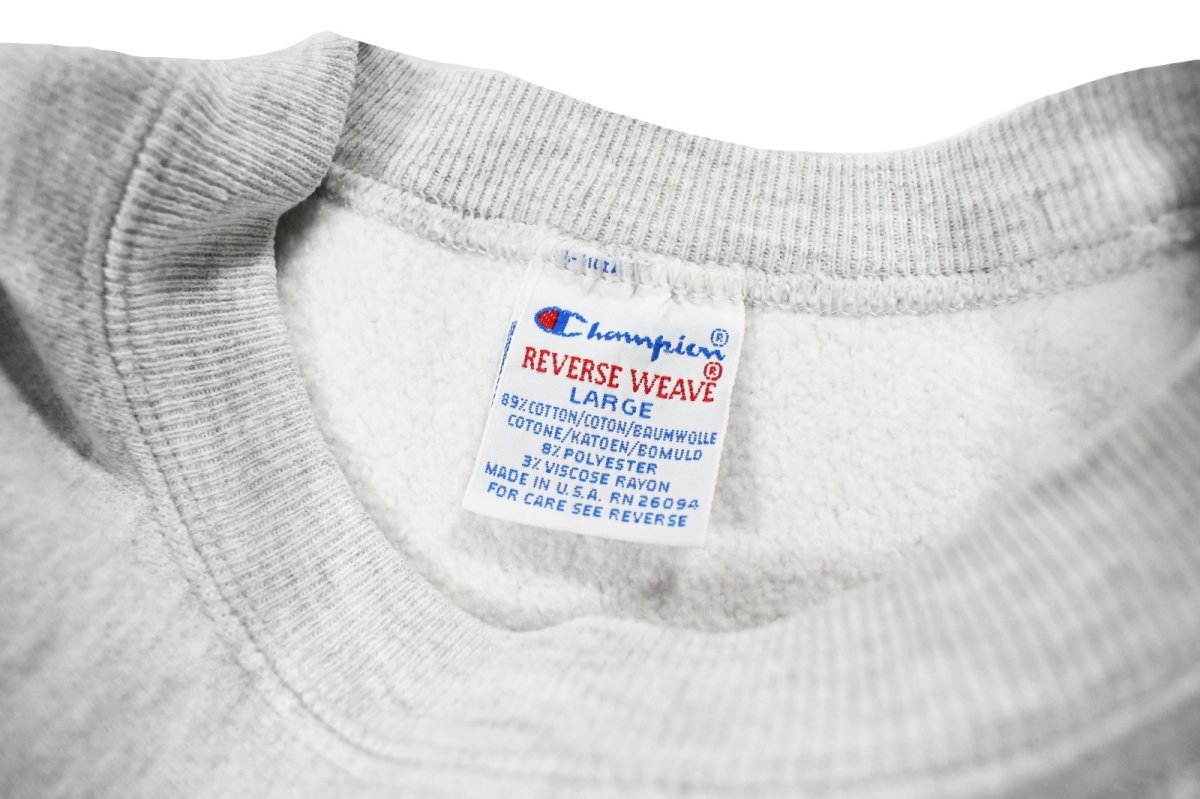 Champion®
REVERSE WEAVE®
LARGE
89% COTTON/COTON/BAUMWOLLE
COTONE/KATOEN/BOMULD
8% POLYESTER
3% VISCOSE RAYON
MADE IN U.S.A. RN 26094
FOR CARE SEE REVERSE